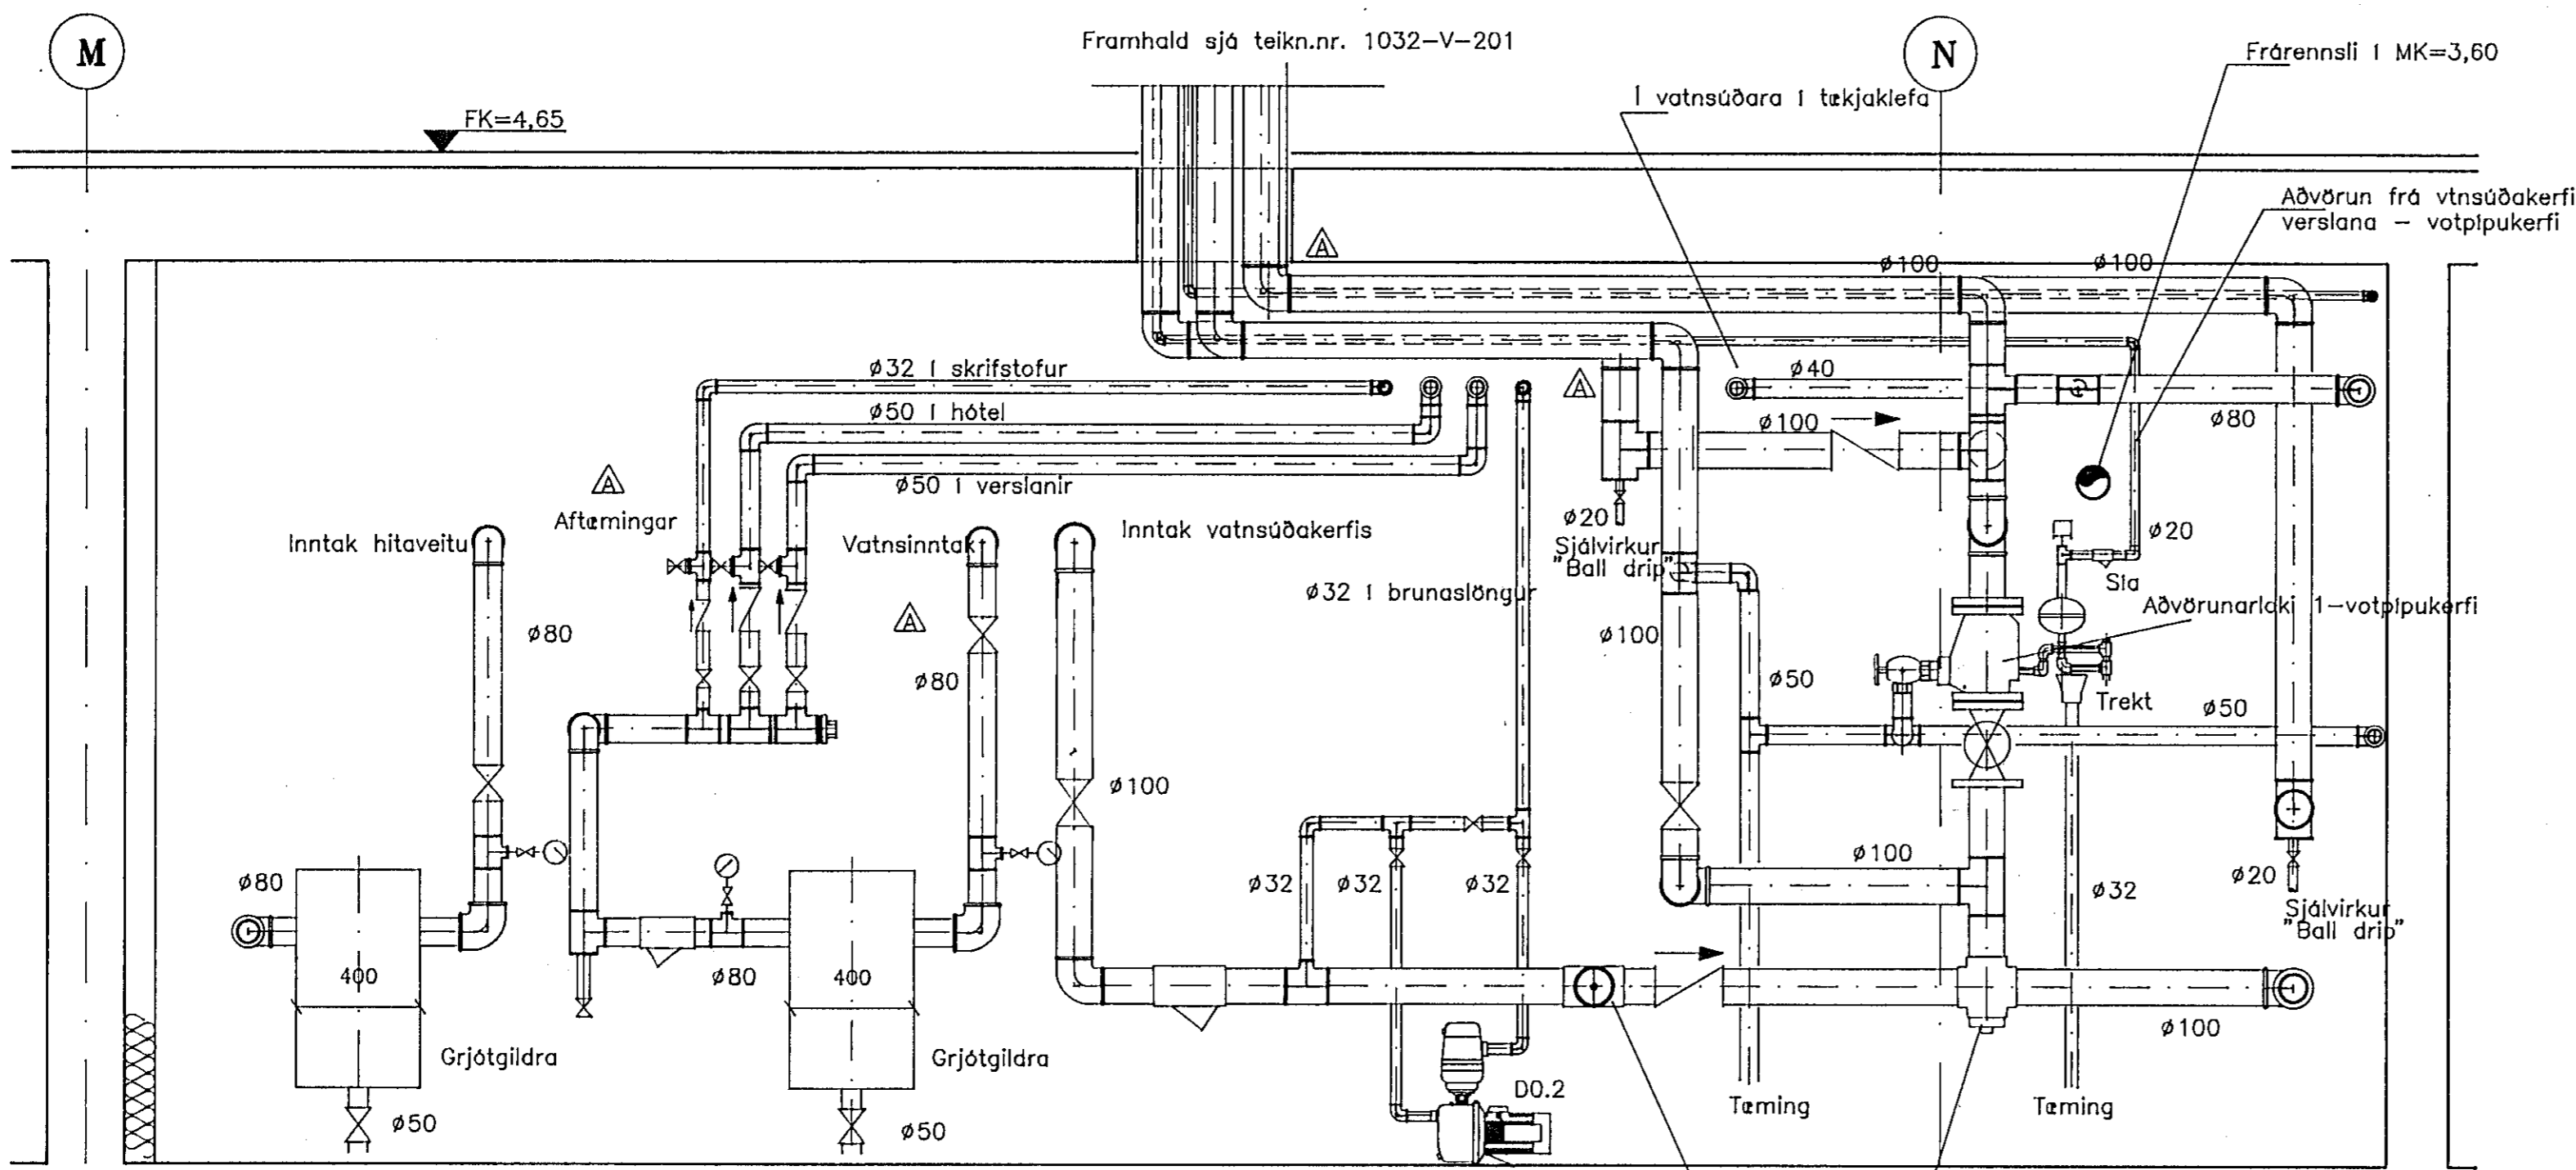 M
Framhald sjá teikn.nr. 1032-V-201
N
Frárennsli í MK=3,60
FK=4,65
Í vatnsúðara í tækjaklefa
Aðvörun frá vtnsúðakerfi
verslana - votpípukerfi
A
ø100
ø100
ø32 í skrifstofur
A
ø40
ø50 í hótel
ø100
ø80
ø50 í verslanir
A
Aftæmingar
Inntak hitaveitu
Vatnsinntak
Inntak vatnsúðakerfis
ø20
Sjálvirkur
"Ball drip"
ø20
Sía
ø32 í brunaslöngur
Aðvörunarloki 1-votpípukerfi
A
ø80
ø100
ø80
ø50
Trekt
ø50
ø100
ø100
ø80
ø32
ø32
ø32
ø32
ø20
Sjálvirkur
"Ball drip"
400
ø80
400
ø100
Grjótgildra
Grjótgildra
D0.2
Tæming
Tæming
ø50
ø50